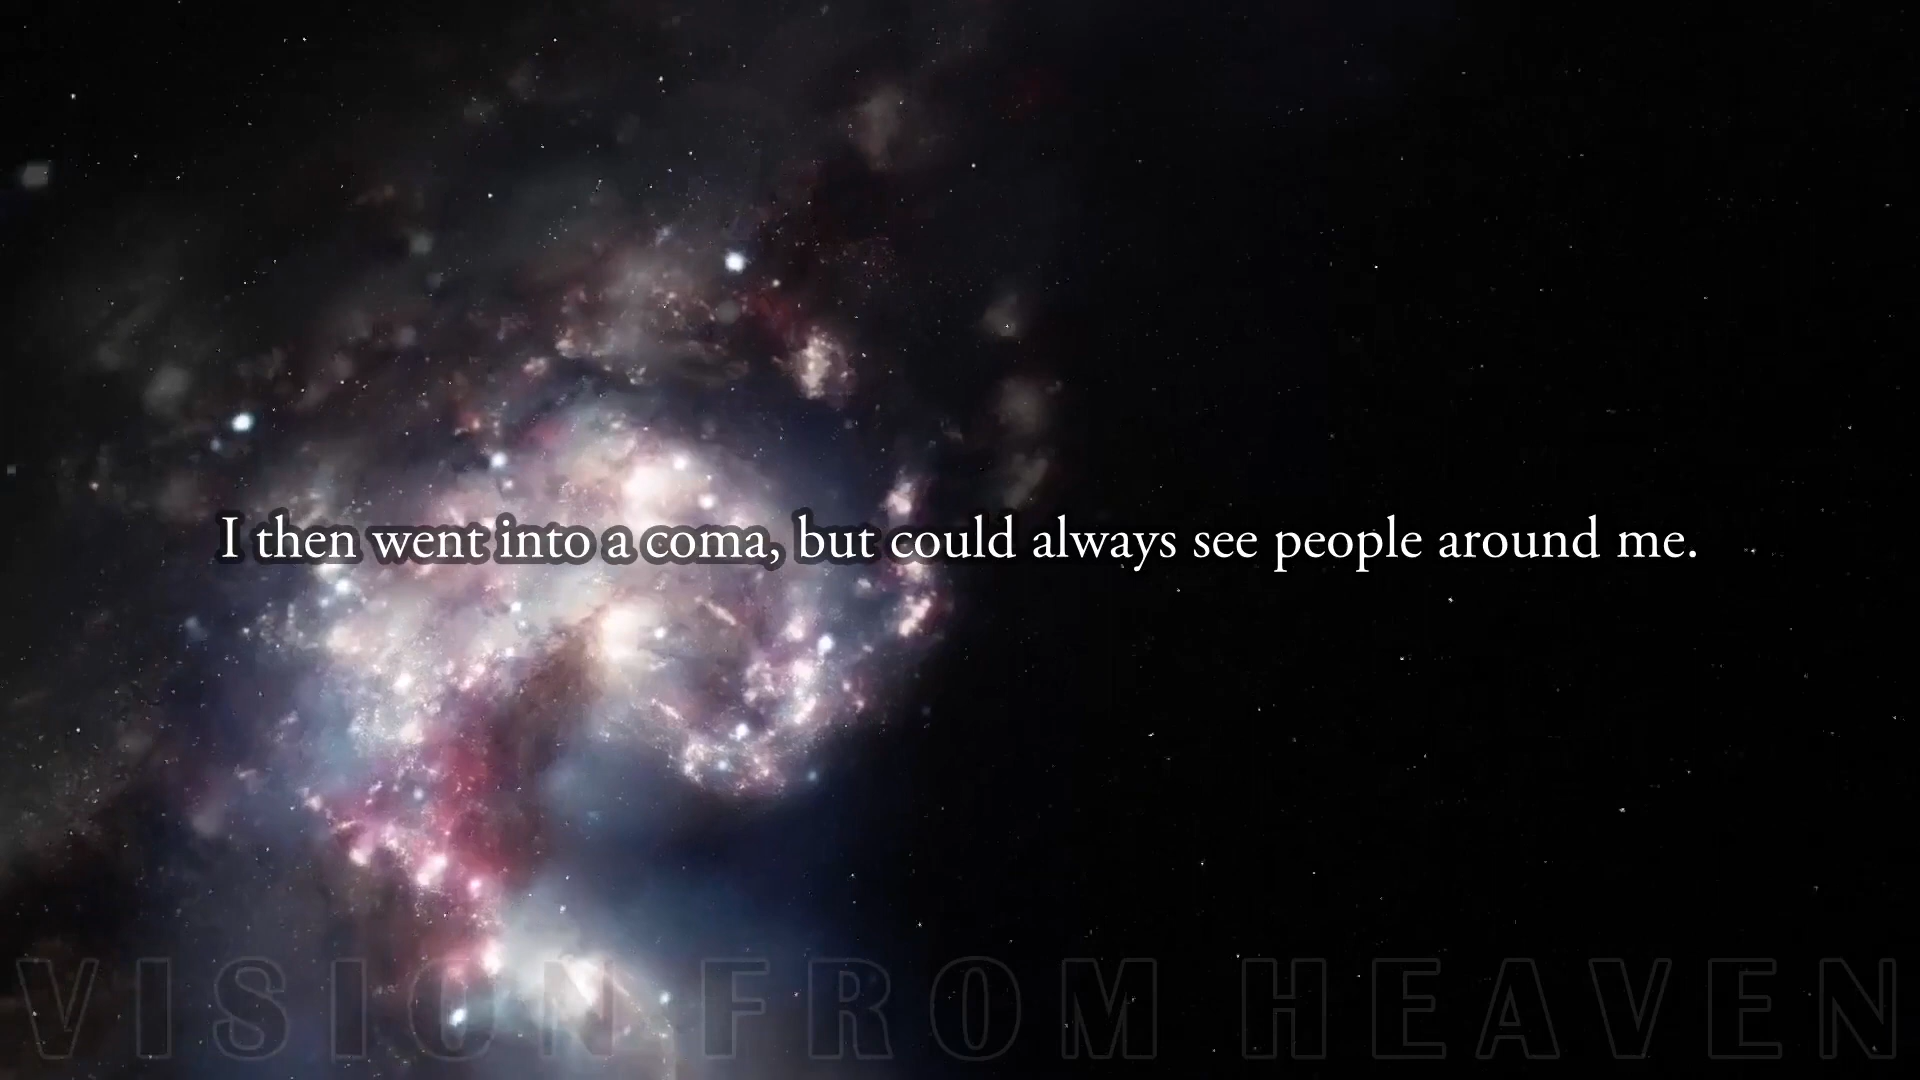 I then went into a coma, but could always see people around me.
VISION FROM HEAVEN